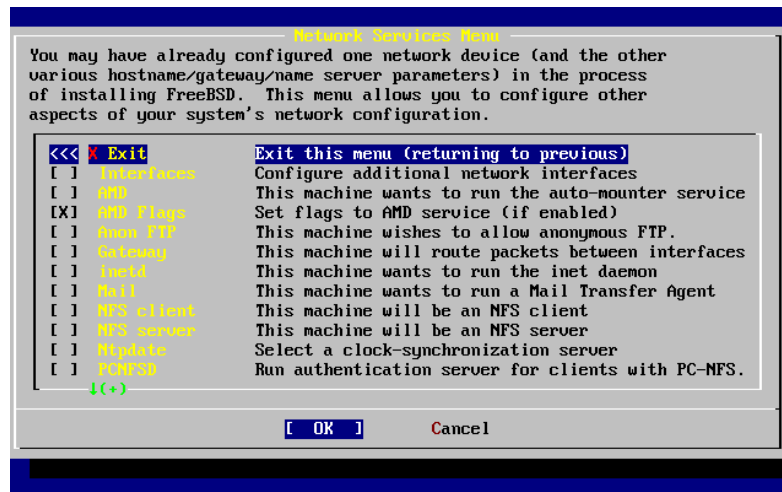 Network Services Menu
You may have already configured one network device (and the other
various hostname/gateway/name server parameters) in the process
of installing FreeBSD.  This menu allows you to configure other
aspects of your system's network configuration.
<<< X Exit Exit this menu (returning to previous)
[ ] Interfaces Configure additional network interfaces
[ ] AMD This machine wants to run the auto-mounter service
[X] AMD Flags Set flags to AMD service (if enabled)
[ ] Anon FTP This machine wishes to allow anonymous FTP.
[ ] Gateway This machine will route packets between interfaces
[ ] inetd This machine wants to run the inet daemon
[ ] Mail This machine wants to run a Mail Transfer Agent
[ ] NFS client This machine will be an NFS client
[ ] NFS server This machine will be an NFS server
[ ] Ntpdate Select a clock-synchronization server
[ ] PCNFSD Run authentication server for clients with PC-NFS.
↓(+)
[ OK ] Cancel